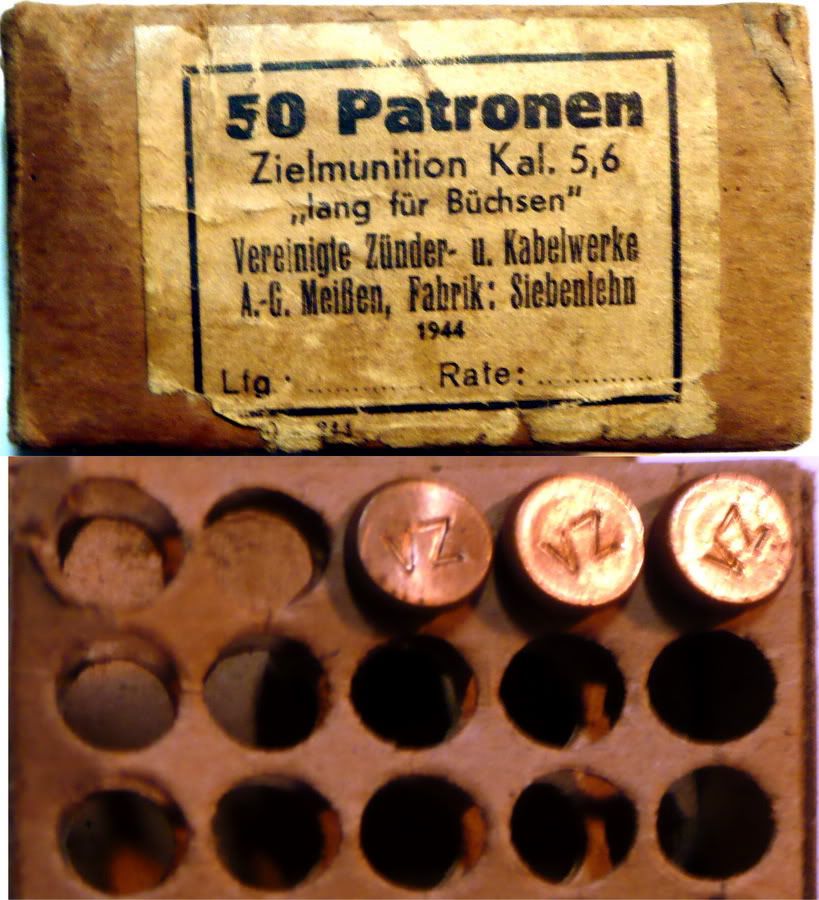 50 Patronen
Zielmunition Kal. 5,6
„lang für Büchsen"
Vereinigte Zünder- u. Kabelwerke
A.-G. Meißen, Fabrik: Siebenlehn
1944
Lfg : ............ Rate: ............
VZ
VZ
VZ